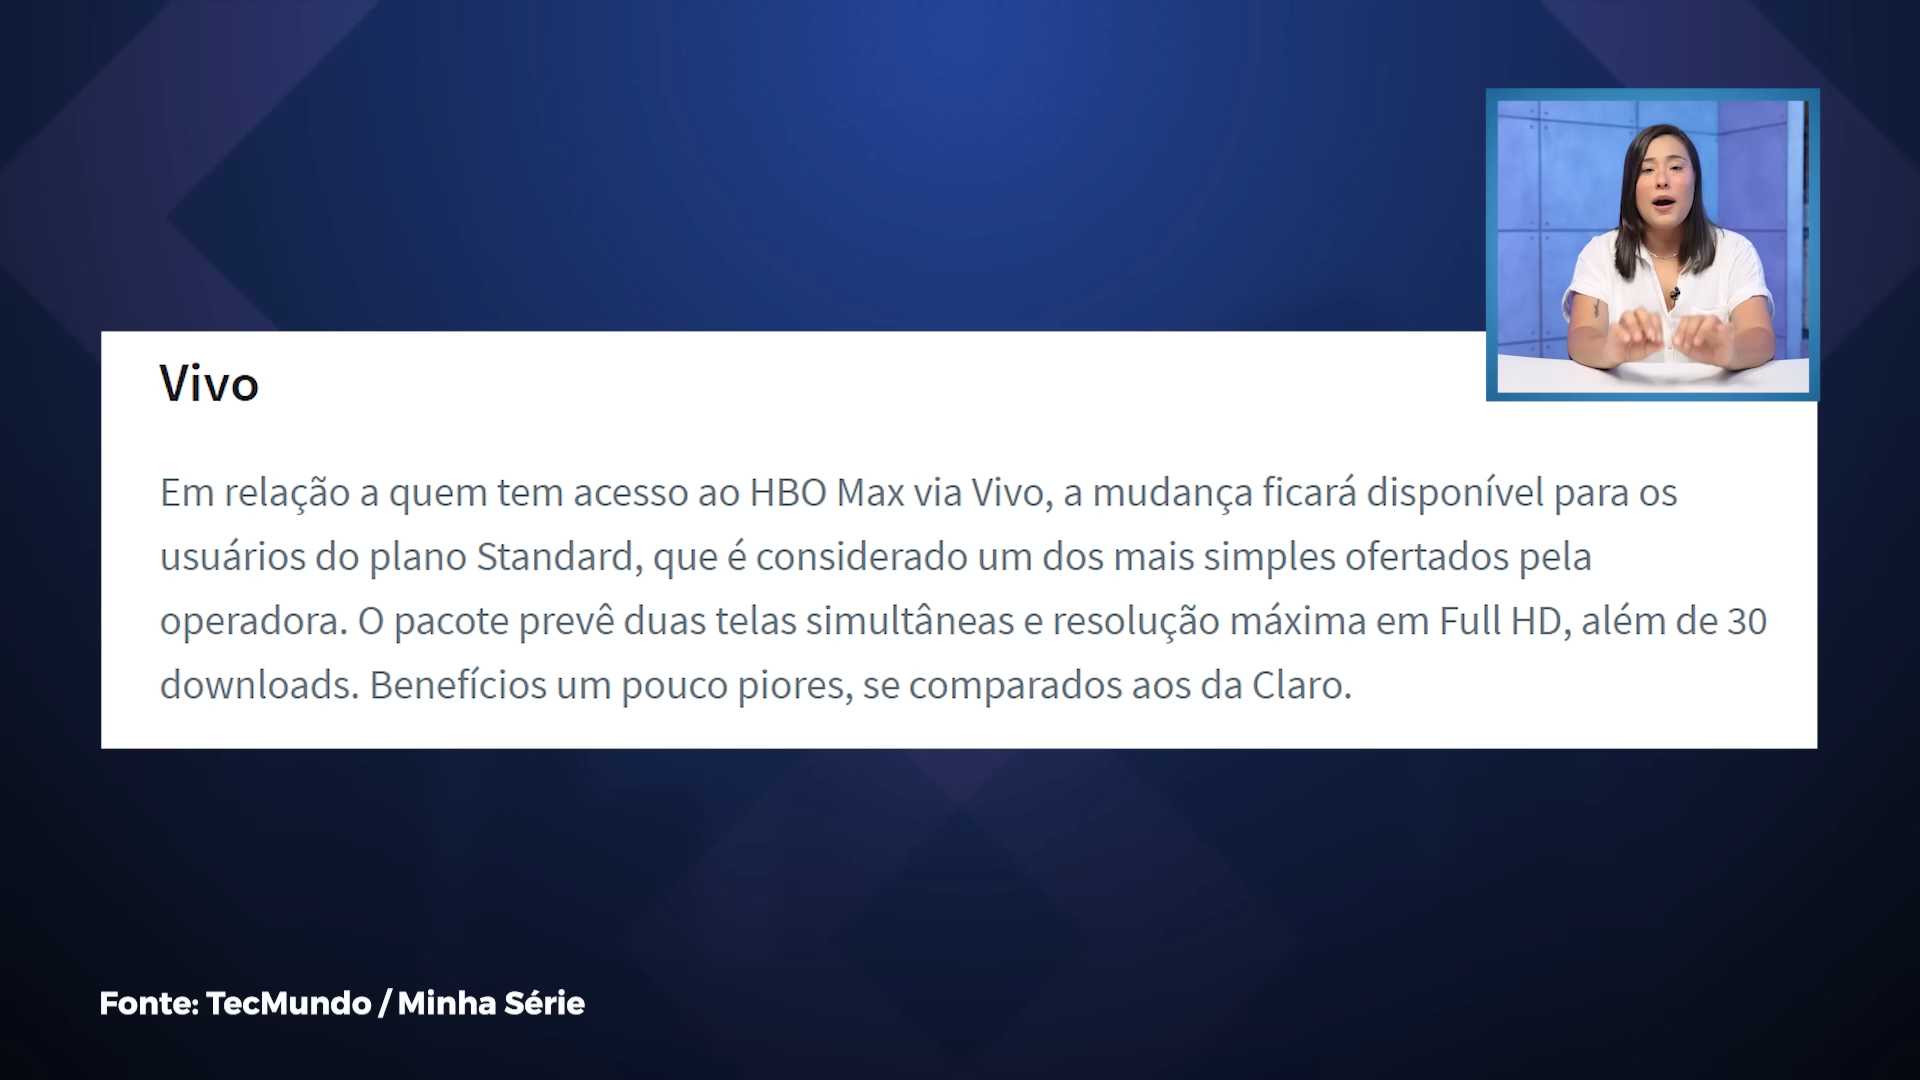 Vivo
Em relação a quem tem acesso ao HBO Max via Vivo, a mudança ficará disponível para os
usuários do plano Standard, que é considerado um dos mais simples ofertados pela
operadora. O pacote prevê duas telas simultâneas e resolução máxima em Full HD, além de 30
downloads. Benefícios um pouco piores, se comparados aos da Claro.
Fonte: TecMundo / Minha Série